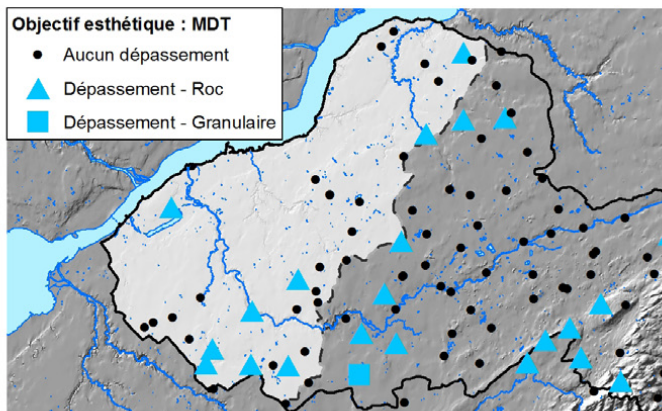 Objectif esthétique : MDT
Aucun dépassement
Dépassement - Roc
Dépassement - Granulaire